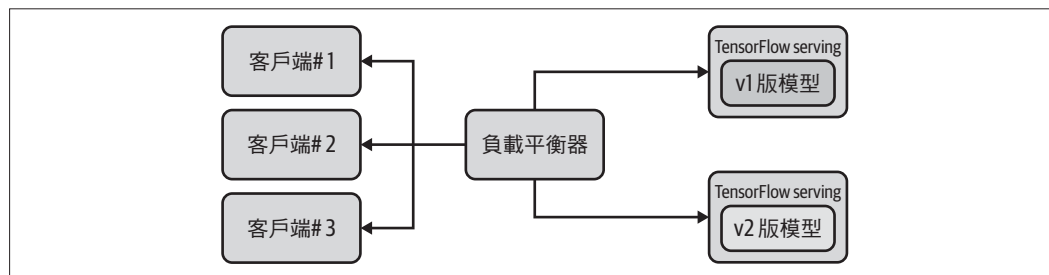 客戶端#1
客戶端#2
客戶端#3
負載平衡器
TensorFlow serving
v1版模型
TensorFlow serving
v2版模型